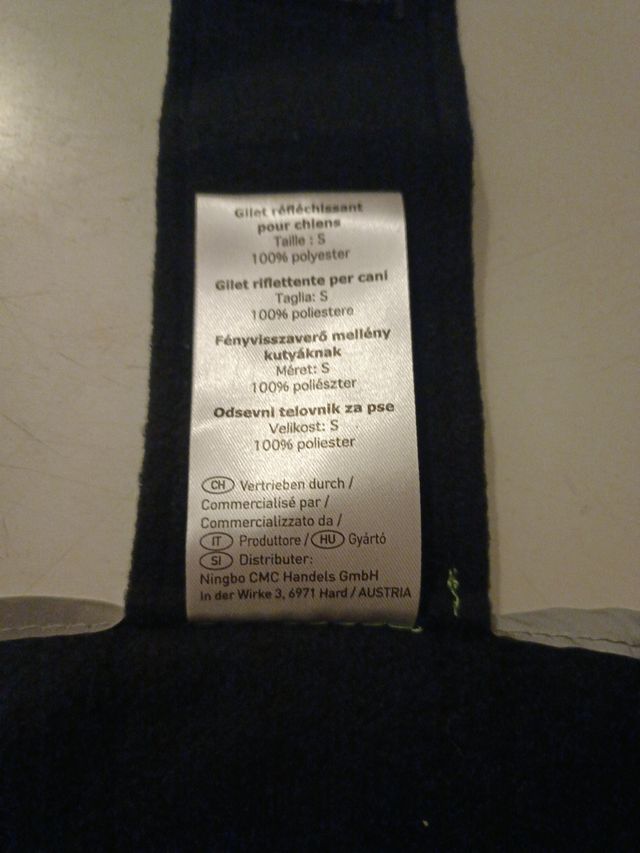 Gilet réfléchissant
pour chiens
Taille : S
100% polyester
Gilet riflettente per cani
Taglia: S
100% poliestere
Fényvisszaverő mellény
kutyáknak
Méret: S
100% poliészter
Odsevni telovnik za pse
Velikost: S
100% poliester
CH Vertrieben durch /
Commercialisé par /
Commercializzato da /
IT Produttore / HU Gyártó
SI Distributer:
Ningbo CMC Handels GmbH
In der Wirke 3, 6971 Hard / AUSTRIA